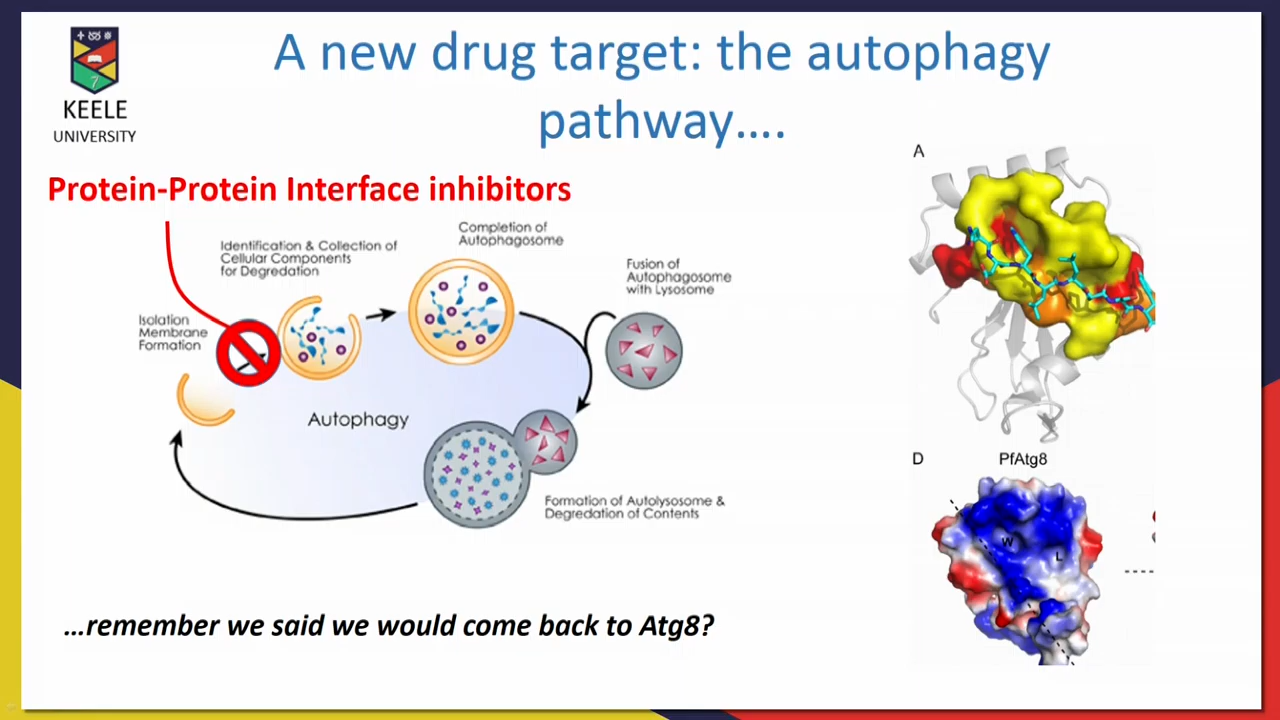 KEELE
UNIVERSITY
A new drug target: the autophagy
pathway….
Protein-Protein Interface inhibitors
Identification & Collection of
Cellular Components
for Degradation
Completion of
Autophagosome
Fusion of
Autophagosome
with Lysosome
Isolation
Membrane
Formation
Autophagy
Formation of Autolysosome &
Degradation of Contents
A
D
PfAtg8
W
L
…remember we said we would come back to Atg8?